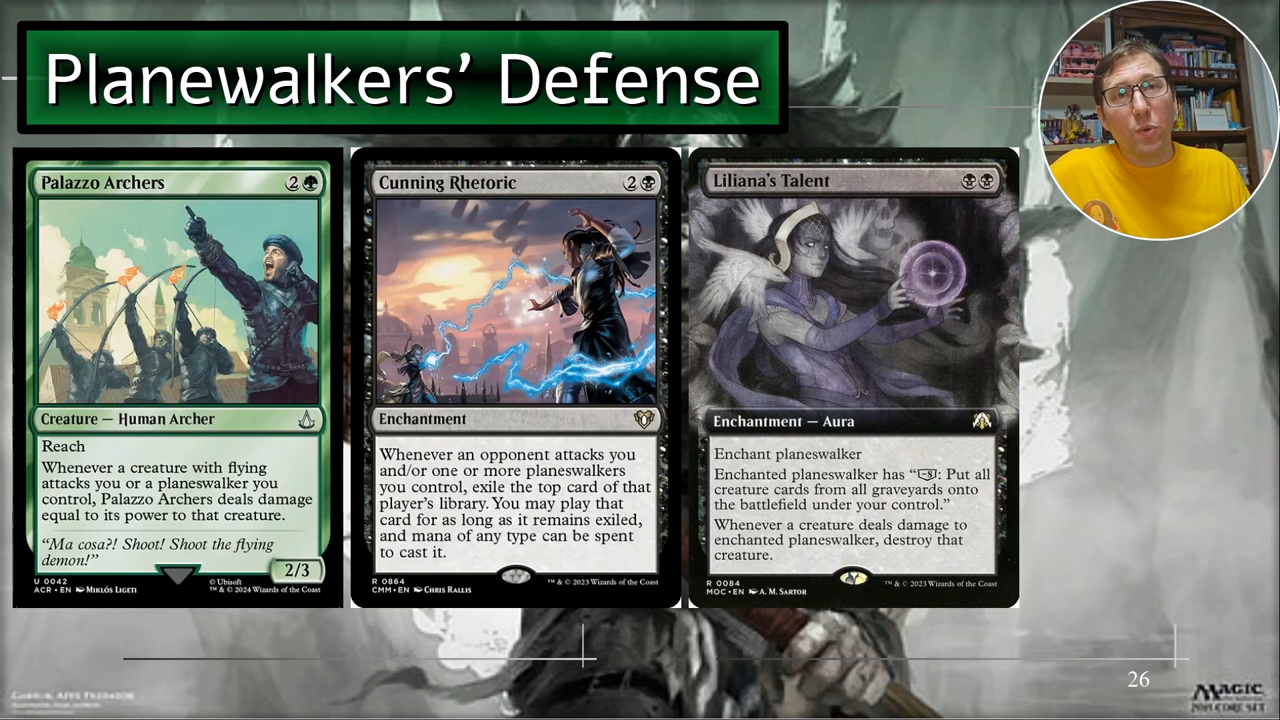 Planewalkers’ Defense
Palazzo Archers 2
Creature — Human Archer
Reach
Whenever a creature with flying
attacks you or a planeswalker you
control, Palazzo Archers deals damage
equal to its power to that creature.
“Ma cosa?! Shoot! Shoot the flying
demon!”
2/3
U 0042
ACR • EN MIKLÓS LIGETI
© Ubisoft
™ & © 2024 Wizards of the Coast
Cunning Rhetoric 2
Enchantment
Whenever an opponent attacks you
and/or one or more planeswalkers
you control, exile the top card of that
player’s library. You may play that
card for as long as it remains exiled,
and mana of any type can be spent
to cast it.
R 0864
CMM • EN CHRIS RALLIS
™ & © 2023 Wizards of the Coast
Liliana’s Talent
Enchantment — Aura
Enchant planeswalker
Enchanted planeswalker has “-8: Put all
creature cards from all graveyards onto
the battlefield under your control.”
Whenever a creature deals damage to
enchanted planeswalker, destroy that
creature.
R 0084
MOC • EN A. M. SARTOR
™ & © 2023 Wizards of the Coast
26
GARRUK, APEX PREDATOR
MAGIC
2015 CORE SET